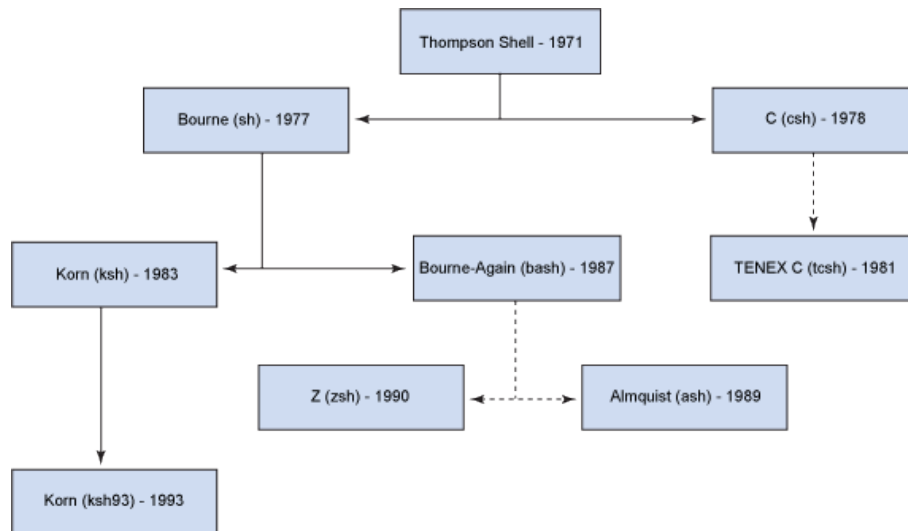 Thompson Shell - 1971
Bourne (sh) - 1977
C (csh) - 1978
Korn (ksh) - 1983
Bourne-Again (bash) - 1987
TENEX C (tcsh) - 1981
Z (zsh) - 1990
Almquist (ash) - 1989
Korn (ksh93) - 1993